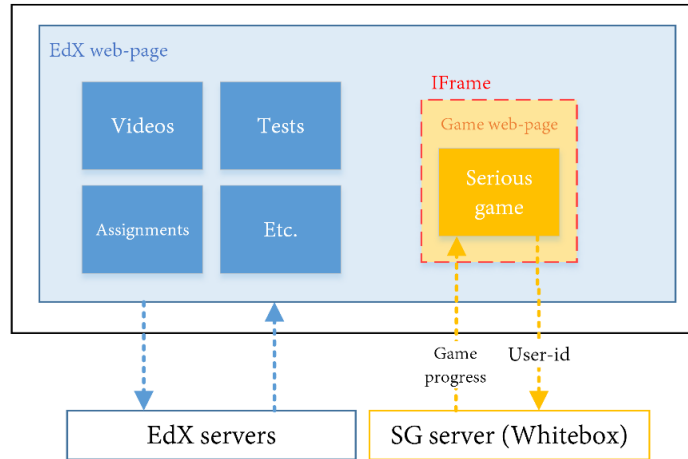 EdX web-page
IFrame
Videos
Tests
Game web-page
Serious
game
Assignments
Etc.
Game
progress
User-id
EdX servers
SG server (Whitebox)